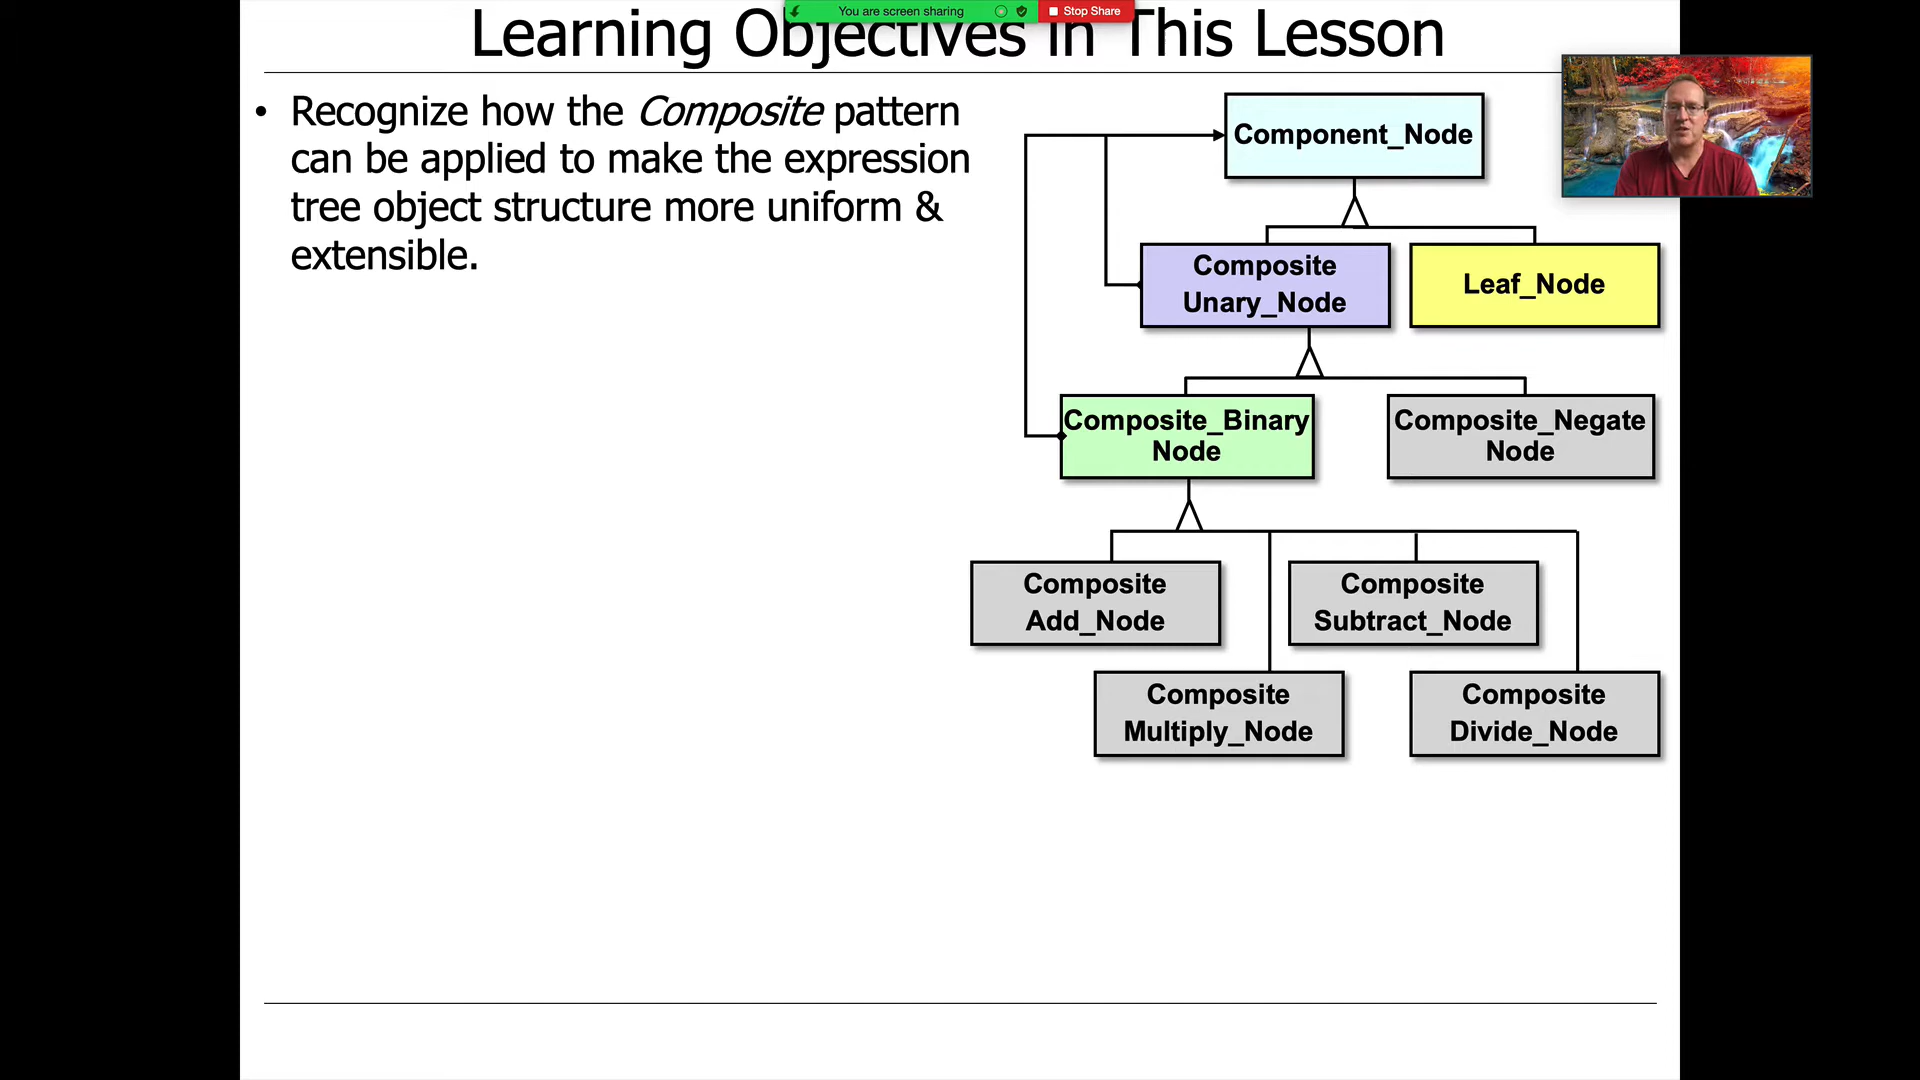 You are screen sharing
Stop Share
Learning Objectives in This Lesson
• Recognize how the Composite pattern
can be applied to make the expression
tree object structure more uniform &
extensible.
Component_Node
Composite
Unary_Node
Leaf_Node
Composite_Binary
Node
Composite_Negate
Node
Composite
Add_Node
Composite
Subtract_Node
Composite
Multiply_Node
Composite
Divide_Node